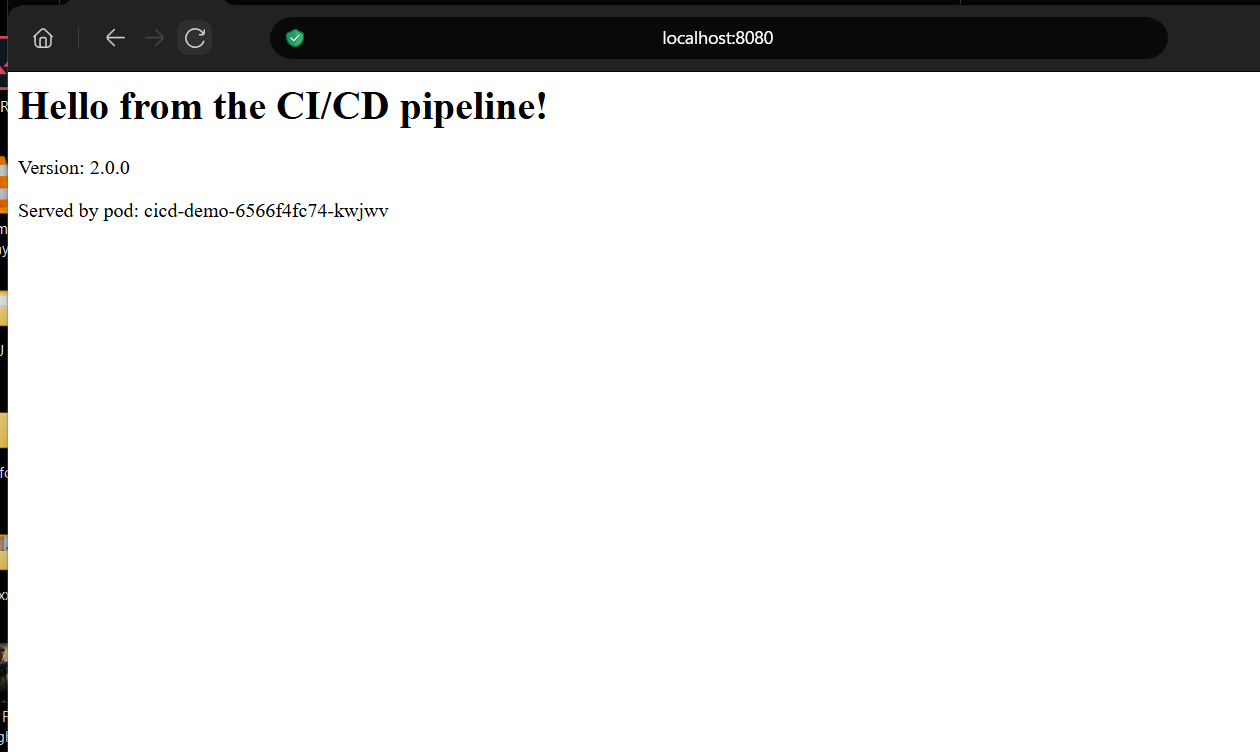 localhost:8080
Hello from the CI/CD pipeline!
Version: 2.0.0
Served by pod: cicd-demo-6566f4fc74-kwjwv